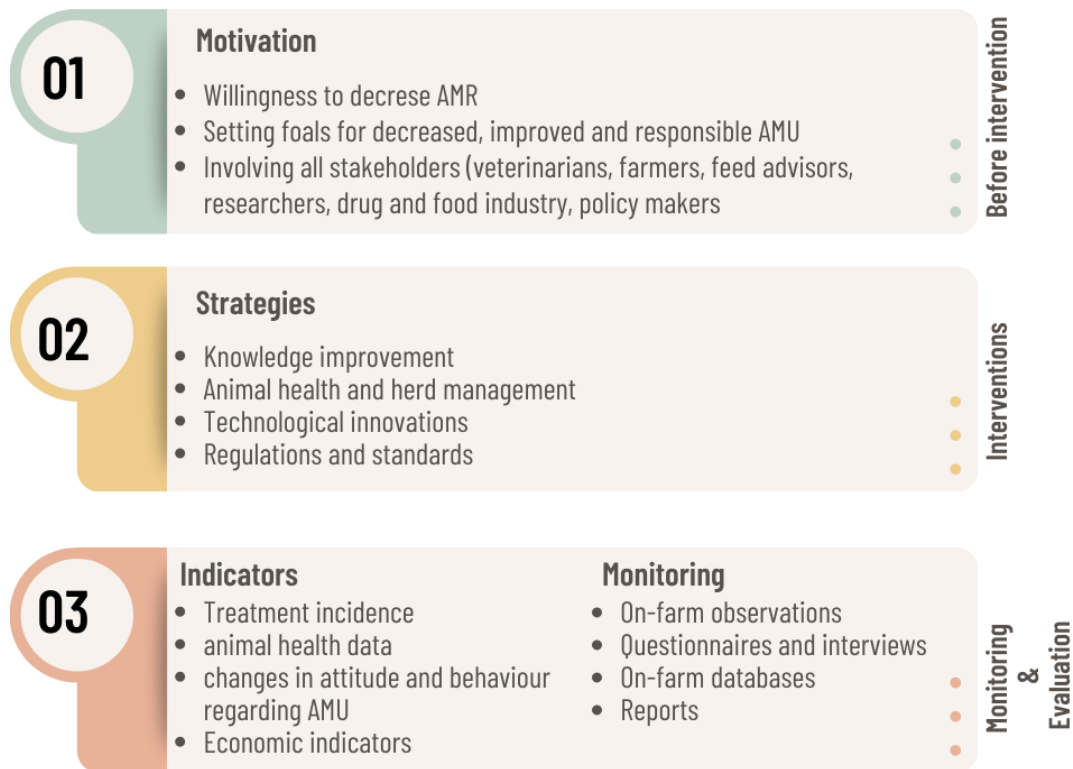 01
Motivation
• Willingness to decrese AMR
• Setting foals for decreased, improved and responsible AMU
• Involving all stakeholders (veterinarians, farmers, feed advisors,
researchers, drug and food industry, policy makers
Before intervention
02
Strategies
• Knowledge improvement
• Animal health and herd management
• Technological innovations
• Regulations and standards
Interventions
03
Indicators
• Treatment incidence
• animal health data
• changes in attitude and behaviour
regarding AMU
• Economic indicators
Monitoring
• On-farm observations
• Questionnaires and interviews
• On-farm databases
• Reports
Monitoring
&
Evaluation